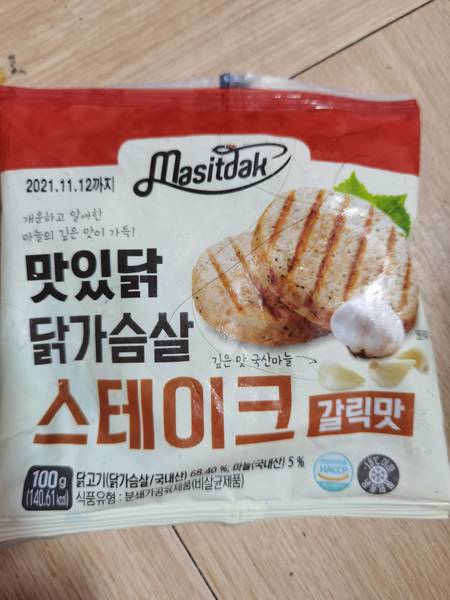 Masitdak
2021.11.12까지
개운하고 알싸한
마늘의 깊은 맛이 가득!
맛있닭
닭가슴살
깊은 맛 국산마늘
스테이크
갈릭맛
100g
(140.61kcal)
닭고기(닭가슴살/국내산) 68.40 %, 마늘(국내산) 5 %
식품유형 : 분쇄가공육제품(비살균제품)
HACCP
-18℃ 이하